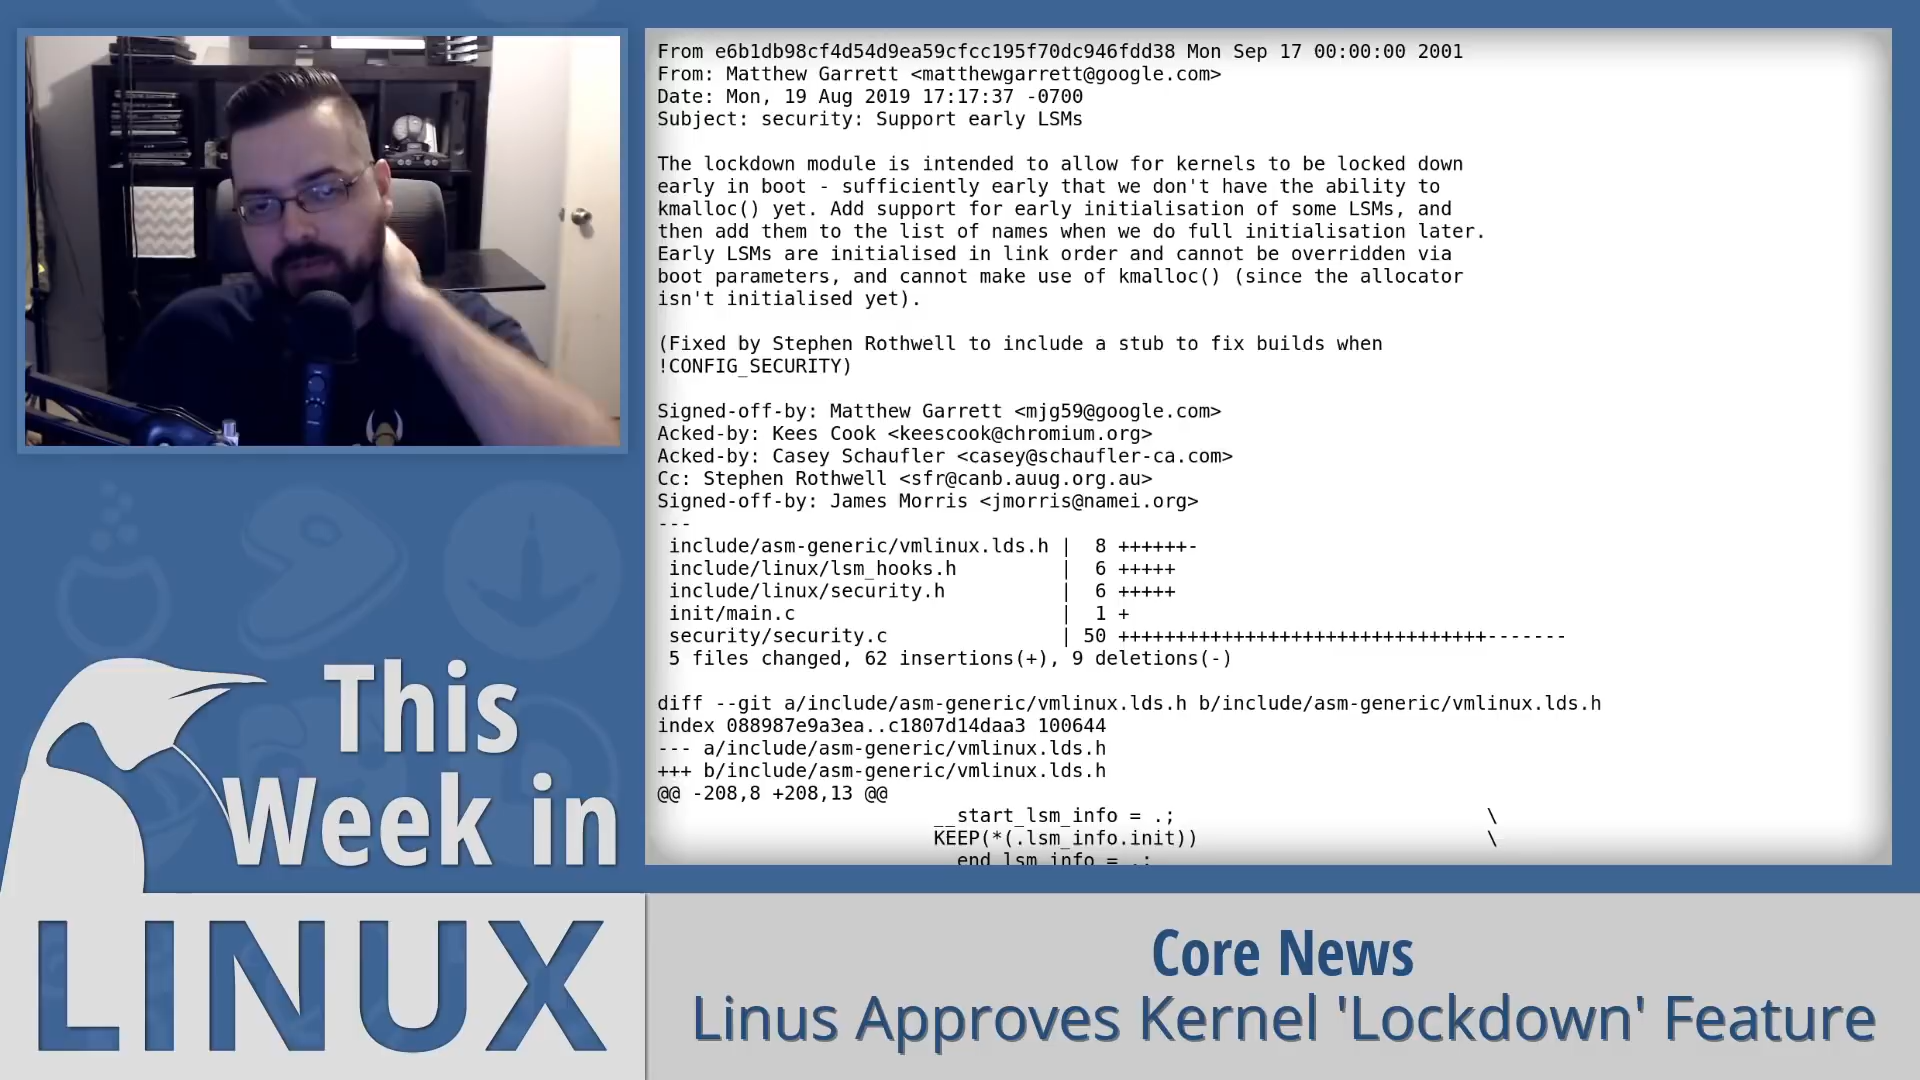 From e6b1db98cf4d54d9ea59cfcc195f70dc946fdd38 Mon Sep 17 00:00:00 2001
From: Matthew Garrett <matthewgarrett@google.com>
Date: Mon, 19 Aug 2019 17:17:37 -0700
Subject: security: Support early LSMs

The lockdown module is intended to allow for kernels to be locked down
early in boot - sufficiently early that we don't have the ability to
kmalloc() yet. Add support for early initialisation of some LSMs, and
then add them to the list of names when we do full initialisation later.
Early LSMs are initialised in link order and cannot be overridden via
boot parameters, and cannot make use of kmalloc() (since the allocator
isn't initialised yet).

(Fixed by Stephen Rothwell to include a stub to fix builds when
!CONFIG_SECURITY)

Signed-off-by: Matthew Garrett <mjg59@google.com>
Acked-by: Kees Cook <keescook@chromium.org>
Acked-by: Casey Schaufler <casey@schaufler-ca.com>
Cc: Stephen Rothwell <sfr@canb.auug.org.au>
Signed-off-by: James Morris <jmorris@namei.org>
---
include/asm-generic/vmlinux.lds.h | 8 ++++++-
include/linux/lsm_hooks.h | 6 +++++
include/linux/security.h | 6 +++++
init/main.c | 1 +
security/security.c | 50 ++++++++++++++++++++++++++++++++-------
5 files changed, 62 insertions(+), 9 deletions(-)

diff --git a/include/asm-generic/vmlinux.lds.h b/include/asm-generic/vmlinux.lds.h
index 088987e9a3ea..c1807d14daa3 100644
--- a/include/asm-generic/vmlinux.lds.h
+++ b/include/asm-generic/vmlinux.lds.h
@@ -208,8 +208,13 @@
__start_lsm_info = .; \
KEEP(*(.lsm_info.init)) \
__end_lsm_info = .;
This
Week in
LINUX
Core News
Linus Approves Kernel 'Lockdown' Feature